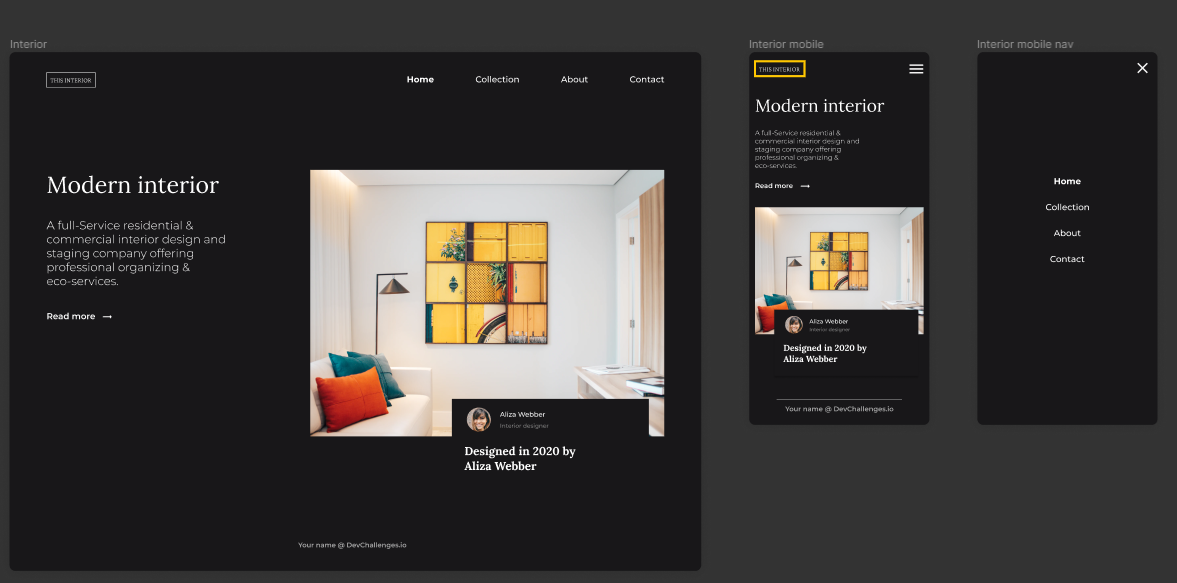 Interior
THIS INTERIOR
Home
Collection
About
Contact
Modern interior
A full-Service residential &
commercial interior design and
staging company offering
professional organizing &
eco-services.
Read more
Aliza Webber
Interior designer
Designed in 2020 by
Aliza Webber
Your name @ DevChallenges.io
Interior mobile
THIS INTERIOR
Modern interior
A full-Service residential &
commercial interior design and
staging company offering
professional organizing &
eco-services.
Read more
Aliza Webber
Interior designer
Designed in 2020 by
Aliza Webber
Your name @ DevChallenges.io
Interior mobile nav
Home
Collection
About
Contact